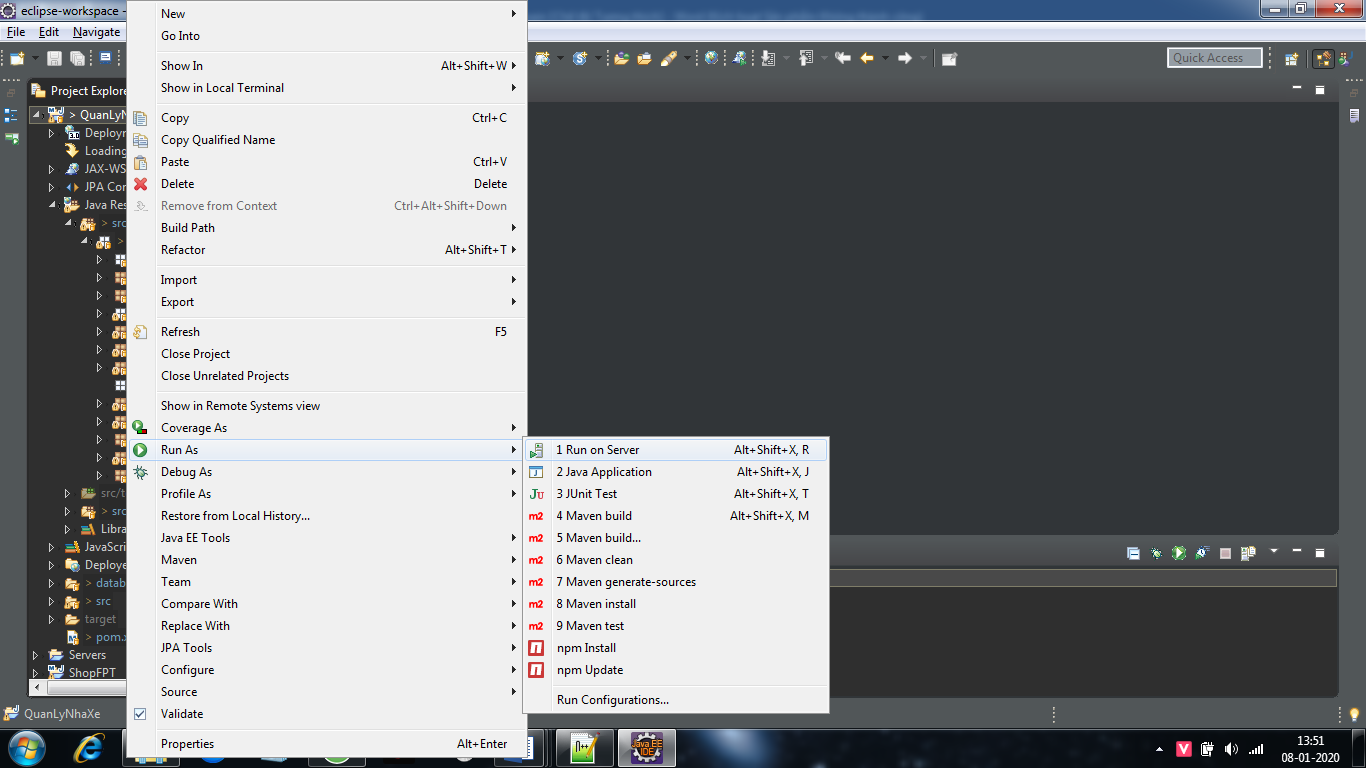 eclipse-workspace -
File Edit Navigate
Quick Access
Project Explore
> QuanLyN
Deployn
Loading
JAX-WS
JPA Con
Java Res
> src
>
src/t
> src
Libra
JavaScri
Deploye
> datab
> src
target
> pom.x
Servers
ShopFPT
QuanLyNhaXe
New
Go Into
Show In Alt+Shift+W
Show in Local Terminal
Copy Ctrl+C
Copy Qualified Name
Paste Ctrl+V
Delete Delete
Remove from Context Ctrl+Alt+Shift+Down
Build Path
Refactor Alt+Shift+T
Import
Export
Refresh F5
Close Project
Close Unrelated Projects
Show in Remote Systems view
Coverage As
Run As
Debug As
Profile As
Restore from Local History...
Java EE Tools
Maven
Team
Compare With
Replace With
JPA Tools
Configure
Source
Validate
Properties Alt+Enter
1 Run on Server Alt+Shift+X, R
2 Java Application Alt+Shift+X, J
3 JUnit Test Alt+Shift+X, T
4 Maven build Alt+Shift+X, M
5 Maven build...
6 Maven clean
7 Maven generate-sources
8 Maven install
9 Maven test
npm Install
npm Update
Run Configurations...
Java EE
IDE
V
13:51
08-01-2020